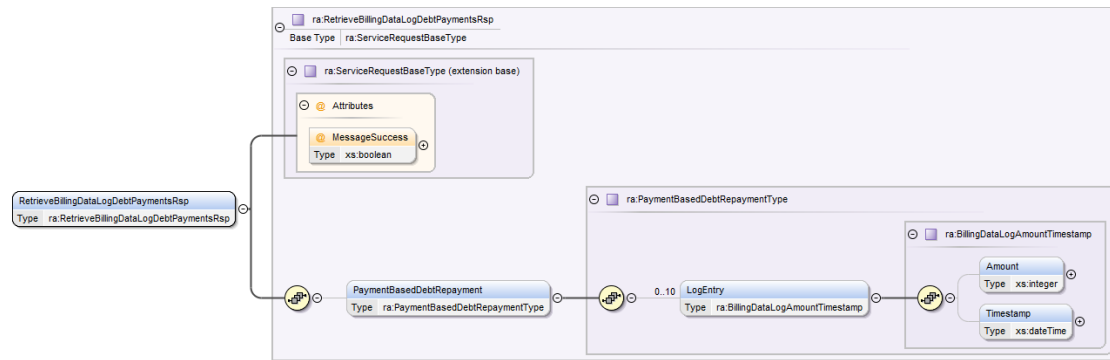 ra:RetrieveBillingDataLogDebtPaymentsRsp
Base Type ra:ServiceRequestBaseType
ra:ServiceRequestBaseType (extension base)
@ Attributes
@ MessageSuccess
Type xs:boolean
RetrieveBillingDataLogDebtPaymentsRsp
Type ra:RetrieveBillingDataLogDebtPaymentsRsp
ra:PaymentBasedDebtRepaymentType
ra:BillingDataLogAmountTimestamp
PaymentBasedDebtRepayment
Type ra:PaymentBasedDebtRepaymentType
0..10
LogEntry
Type ra:BillingDataLogAmountTimestamp
Amount
Type xs:integer
Timestamp
Type xs:dateTime